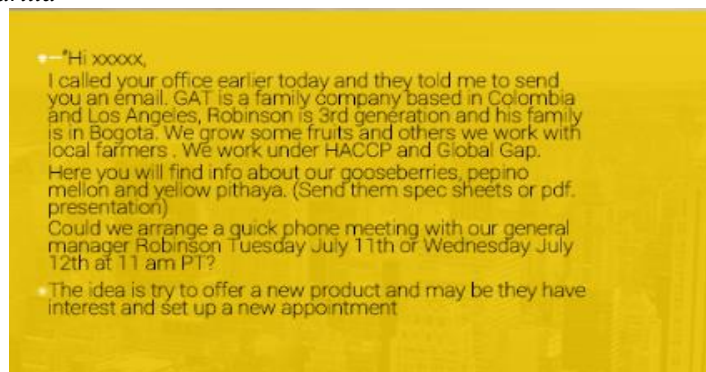 –"Hi xxxxx,
I called your office earlier today and they told me to send
you an email. GAT is a family company based in Colombia
and Los Angeles, Robinson is 3rd generation and his family
is in Bogota. We grow some fruits and others we work with
local farmers . We work under HACCP and Global Gap.
Here you will find info about our gooseberries, pepino
mellon and yellow pithaya. (Send them spec sheets or pdf.
presentation)
Could we arrange a quick phone meeting with our general
manager Robinson Tuesday July 11th or Wednesday July
12th at 11 am PT?
The idea is try to offer a new product and may be they have
interest and set up a new appointment